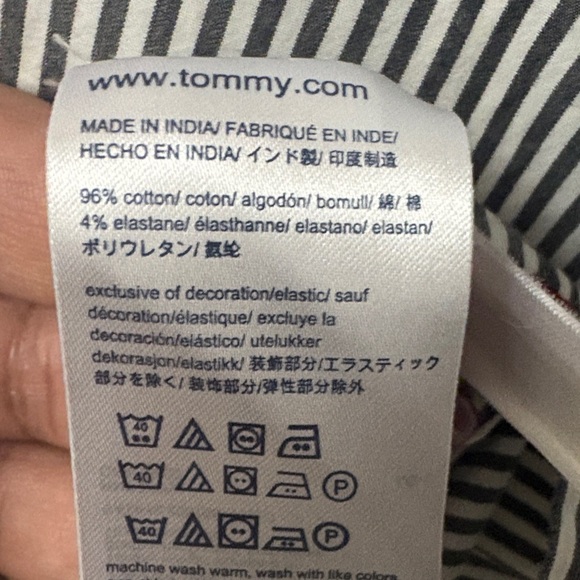 www.tommy.com
MADE IN INDIA/ FABRIQUÉ EN INDE/
HECHO EN INDIA/ インド製/ 印度制造
96% cotton/ coton/ algodón/ bomull/ 綿/ 棉
4% elastane/ élasthanne/ elastano/ elastan/
ポリウレタン/ 氨纶
exclusive of decoration/elastic/ sauf
décoration/élastique/ excluye la
decoración/elástico/ utelukker
dekorasjon/elastikk/ 装飾部分/エラスティック
部分を除く/ 装饰部分/弹性部分除外
40
40 P
40 P
machine wash warm, wash with like colors